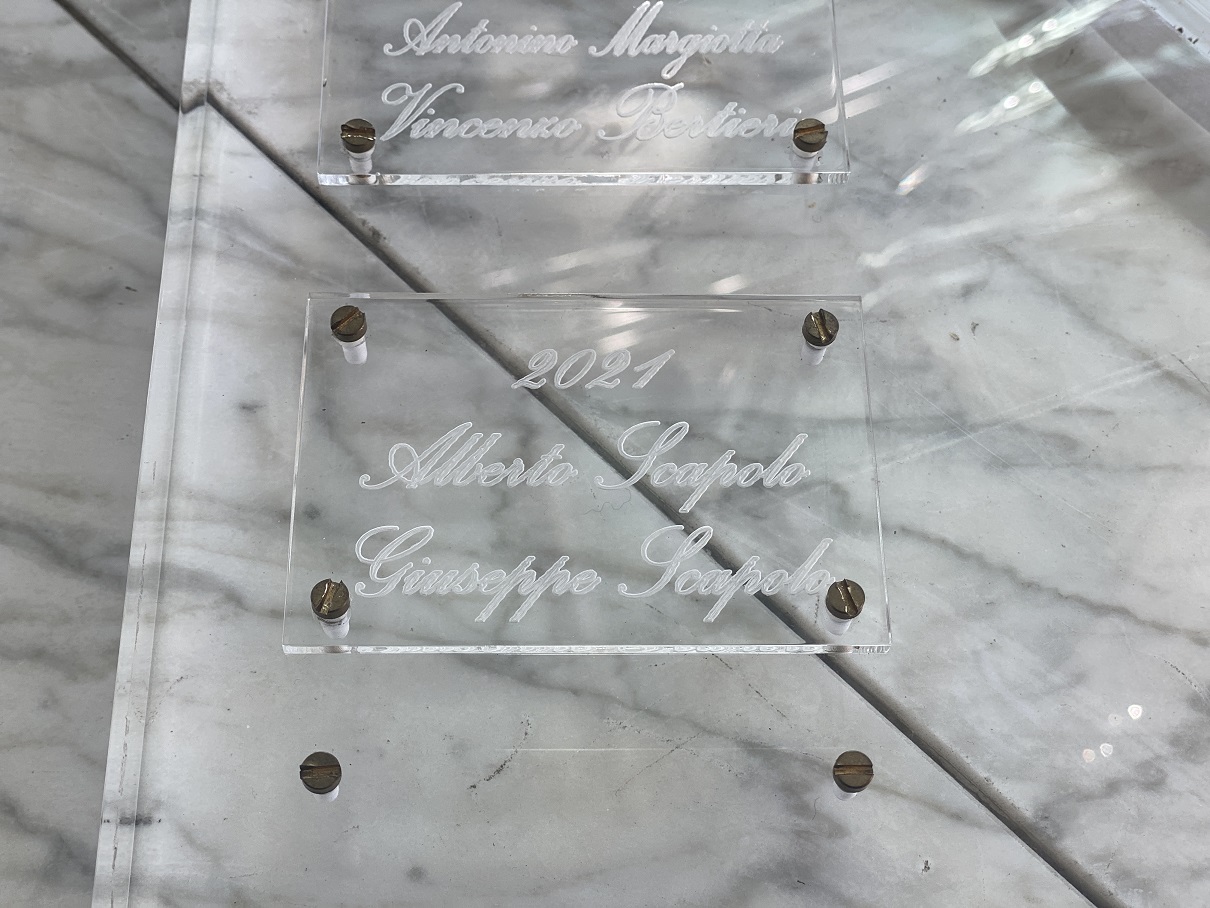 Antonino Margiotta
Vincenzo Bertieri
2021
Alberto Scapolo
Giuseppe Scapolo